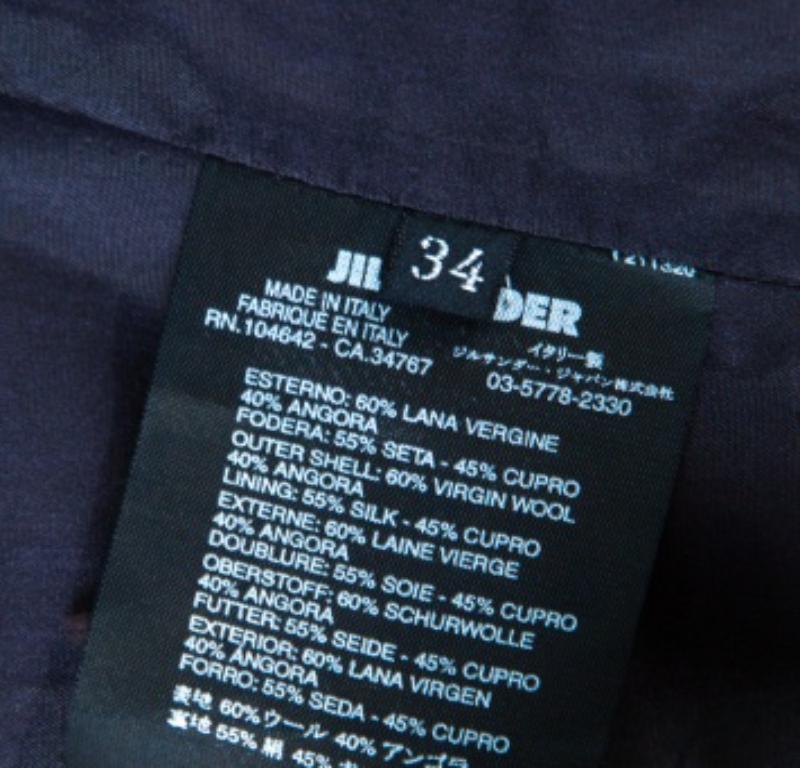 34
JIL DER
MADE IN ITALY
FABRIQUÉ EN ITALY
RN.104642 - CA.34767
イタリー製
ジルサンダー・ジャパン株式会社
03-5778-2330
ESTERNO: 60% LANA VERGINE
40% ANGORA
FODERA: 55% SETA - 45% CUPRO
OUTER SHELL: 60% VIRGIN WOOL
40% ANGORA
LINING: 55% SILK - 45% CUPRO
EXTERNE: 60% LAINE VIERGE
40% ANGORA
DOUBLURE: 55% SOIE - 45% CUPRO
OBERSTOFF: 60% SCHURWOLLE
40% ANGORA
FUTTER: 55% SEIDE - 45% CUPRO
EXTERIOR: 60% LANA VIRGEN
40% ANGORA
FORRO: 55% SEDA - 45% CUPRO
表地 60% ウール 40% アンゴラ
裏地 55% 絹 45%